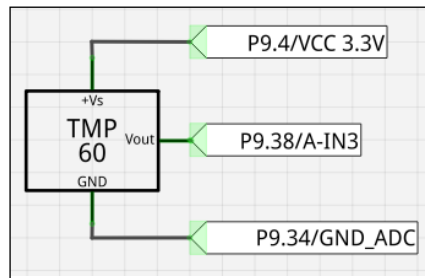 P9.4/VCC 3.3V
+Vs
TMP
60
Vout
P9.38/A-IN3
GND
P9.34/GND_ADC